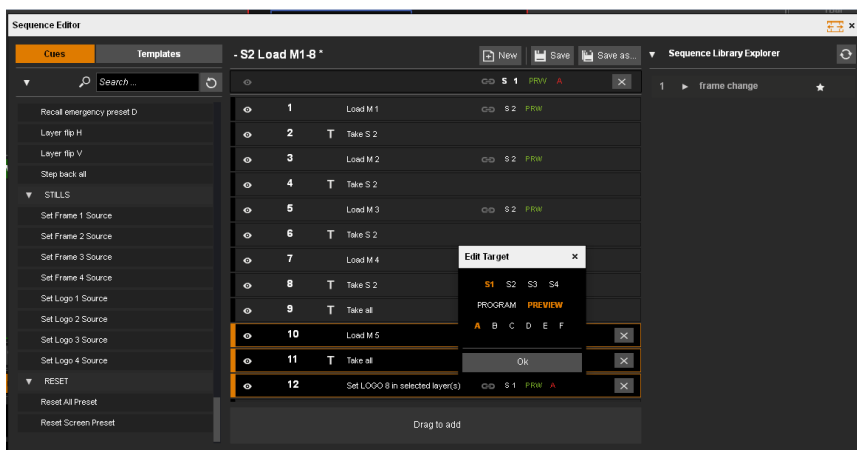 Sequence Editor
Cues Templates
Search ...
Recall emergency preset D
Layer flip H
Layer flip V
Step back all
STILLS
Set Frame 1 Source
Set Frame 2 Source
Set Frame 3 Source
Set Frame 4 Source
Set Logo 1 Source
Set Logo 2 Source
Set Logo 3 Source
Set Logo 4 Source
RESET
Reset All Preset
Reset Screen Preset
- S2 Load M1-8 * New Save Save as...
S 1 PRW A
1 Load M 1 S 2 PRW
2 T Take S 2
3 Load M 2 S 2 PRW
4 T Take S 2
5 Load M 3 S 2 PRW
6 T Take S 2
7 Load M 4
8 T Take S 2
9 T Take all
10 Load M 5
11 T Take all
12 Set LOGO 8 in selected layer(s) S 1 PRW A
Drag to add
Edit Target
S1 S2 S3 S4
PROGRAM PREVIEW
A B C D E F
Ok
Sequence Library Explorer
1 frame change